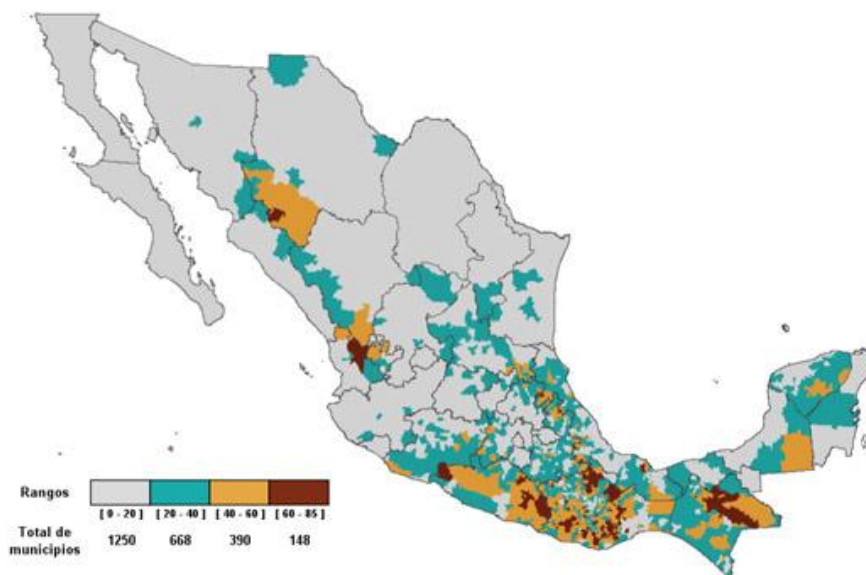 Rangos
[ 0 - 20 ] [ 20 - 40 ] [ 40 - 60 ] [ 60 - 85 ]
Total de municipios 1250 668 390 148